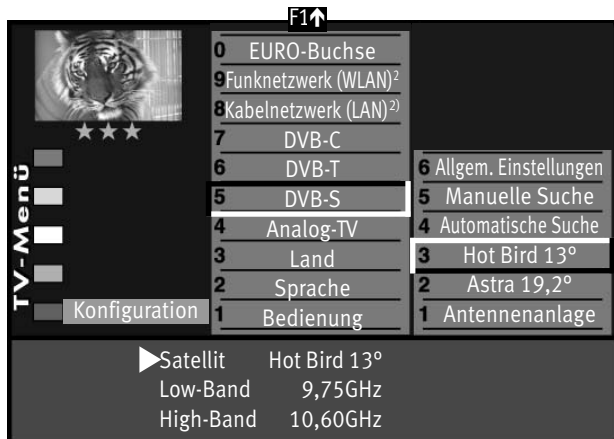 F1↑
0 EURO-Buchse
9 Funknetzwerk (WLAN)²
8 Kabelnetzwerk (LAN)²⁾
7 DVB-C
6 DVB-T
5 DVB-S
4 Analog-TV
3 Land
2 Sprache
1 Bedienung
6 Allgem. Einstellungen
5 Manuelle Suche
4 Automatische Suche
3 Hot Bird 13°
2 Astra 19,2°
1 Antennenanlage
TV-Menü
Konfiguration
Satellit Hot Bird 13°
Low-Band 9,75GHz
High-Band 10,60GHz